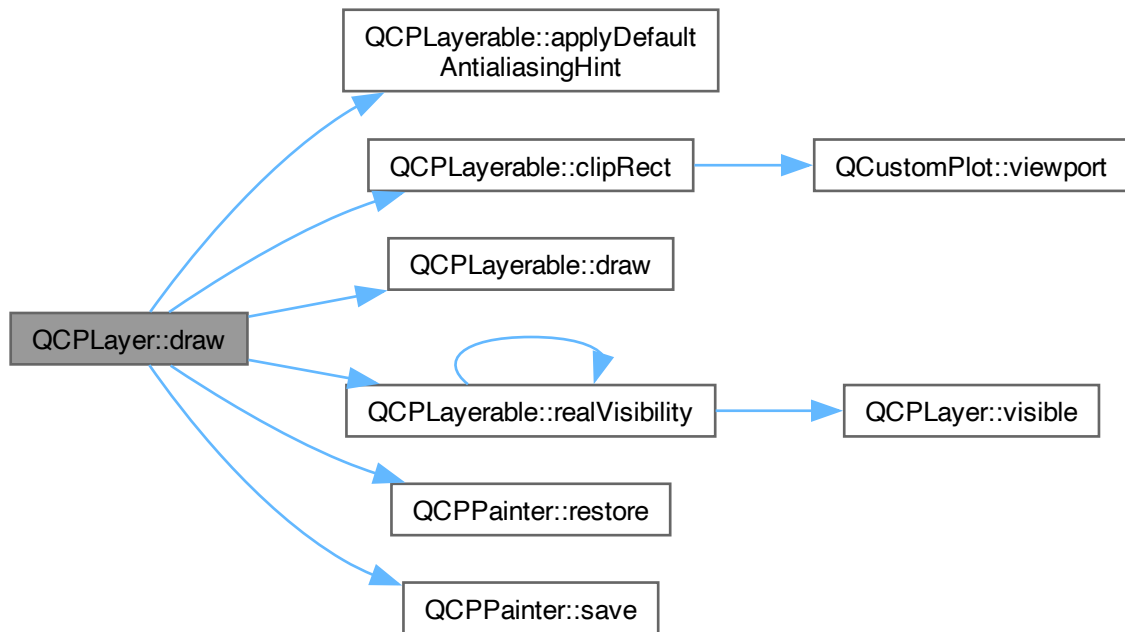 QCPLayerable::applyDefault
AntialiasingHint
QCPLayerable::clipRect
QCustomPlot::viewport
QCPLayerable::draw
QCPLayer::draw
QCPLayerable::realVisibility
QCPLayer::visible
QCPPainter::restore
QCPPainter::save